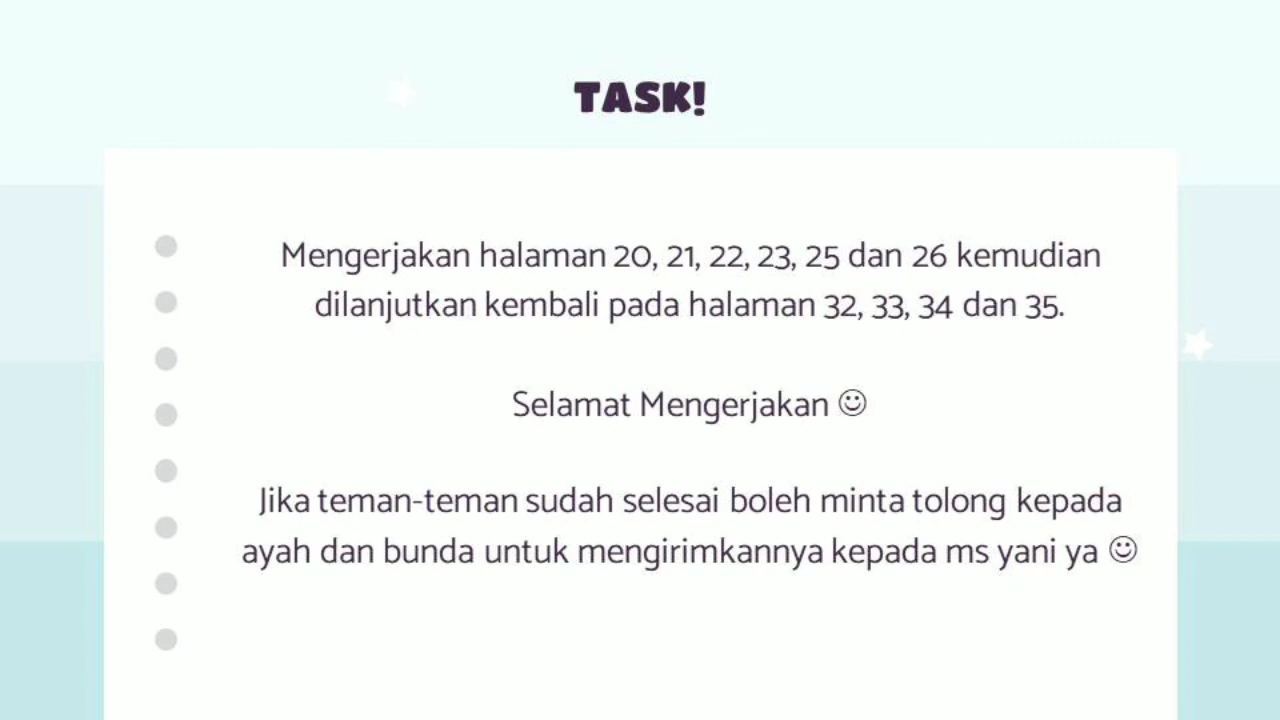 TASK!
Mengerjakan halaman 20, 21, 22, 23, 25 dan 26 kemudian
dilanjutkan kembali pada halaman 32, 33, 34 dan 35.
Selamat Mengerjakan ☺
Jika teman-teman sudah selesai boleh minta tolong kepada
ayah dan bunda untuk mengirimkannya kepada ms yani ya ☺